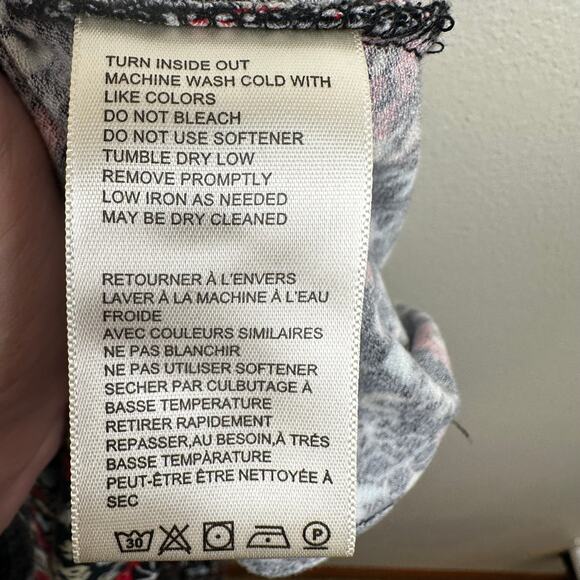 TURN INSIDE OUT
MACHINE WASH COLD WITH
LIKE COLORS
DO NOT BLEACH
DO NOT USE SOFTENER
TUMBLE DRY LOW
REMOVE PROMPTLY
LOW IRON AS NEEDED
MAY BE DRY CLEANED
RETOURNER À L'ENVERS
LAVER À LA MACHINE À L'EAU
FROIDE
AVEC COULEURS SIMILAIRES
NE PAS BLANCHIR
NE PAS UTILISER SOFTENER
SECHER PAR CULBUTAGE À
BASSE TEMPERATURE
RETIRER RAPIDEMENT
REPASSER,AU BESOIN,À TRÉS
BASSE TEMPÀRATURE
PEUT-ÊTRE ÊTRE NETTOYÉE À
SEC
30 P